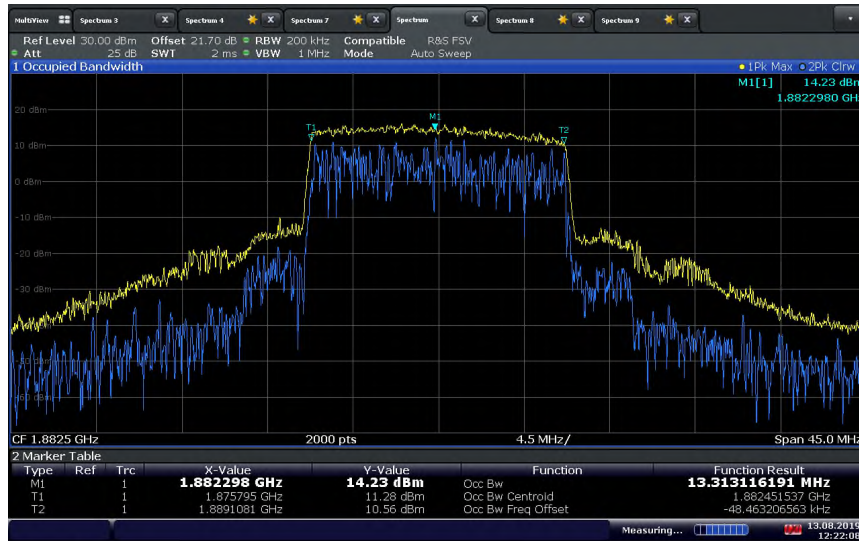 MultiView Spectrum 3 X Spectrum 4 X Spectrum 7 X Spectrum X Spectrum 8 X Spectrum 9 X
Ref Level 30.00 dBm Offset 21.70 dB RBW 200 kHz Compatible R&S FSV
Att 25 dB SWT 2 ms VBW 1 MHz Mode Auto Sweep
1 Occupied Bandwidth 1Pk Max 2Pk Clrw
M1[1] 14.23 dBm
1.8822980 GH
20 dBm
M1
T1
T2
10 dBm
0 dBm
-10 dBm
-20 dBm
-30 dBm
CF 1.8825 GHz 2000 pts 4.5 MHz/ Span 45.0 MHz
2 Marker Table
Type Ref Trc X-Value Y-Value Function Function Result
M1 1 1.882298 GHz 14.23 dBm Occ Bw 13.313116191 MHz
T1 1 1.875795 GHz 11.28 dBm Occ Bw Centroid 1.882451537 GHz
T2 1 1.8891081 GHz 10.56 dBm Occ Bw Freq Offset -48.463206563 kHz
Measuring... 13.08.2019
12:22:08